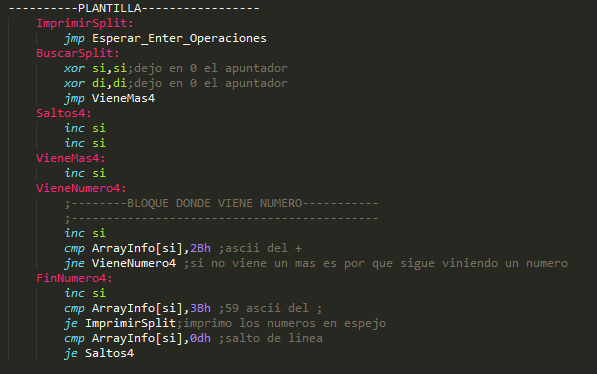 ----------PLANTILLA-----------------
ImprimirSplit:
jmp Esperar_Enter_Operaciones
BuscarSplit:
xor si,si;dejo en 0 el apuntador
xor di,di;dejo en 0 el apuntador
jmp VieneMas4
Saltos4:
inc si
inc si
VieneMas4:
inc si
VieneNumero4:
;--------BLOQUE DONDE VIENE NUMERO-----------
;--------------------------------------------
inc si
cmp ArrayInfo[si],2Bh ;ascii del +
jne VieneNumero4 ;si no viene un mas es por que sigue viniendo un numero
FinNumero4:
inc si
cmp ArrayInfo[si],3Bh ;59 ascii del ;
je ImprimirSplit;imprimo los numeros en espejo
cmp ArrayInfo[si],0dh ;salto de linea
je Saltos4